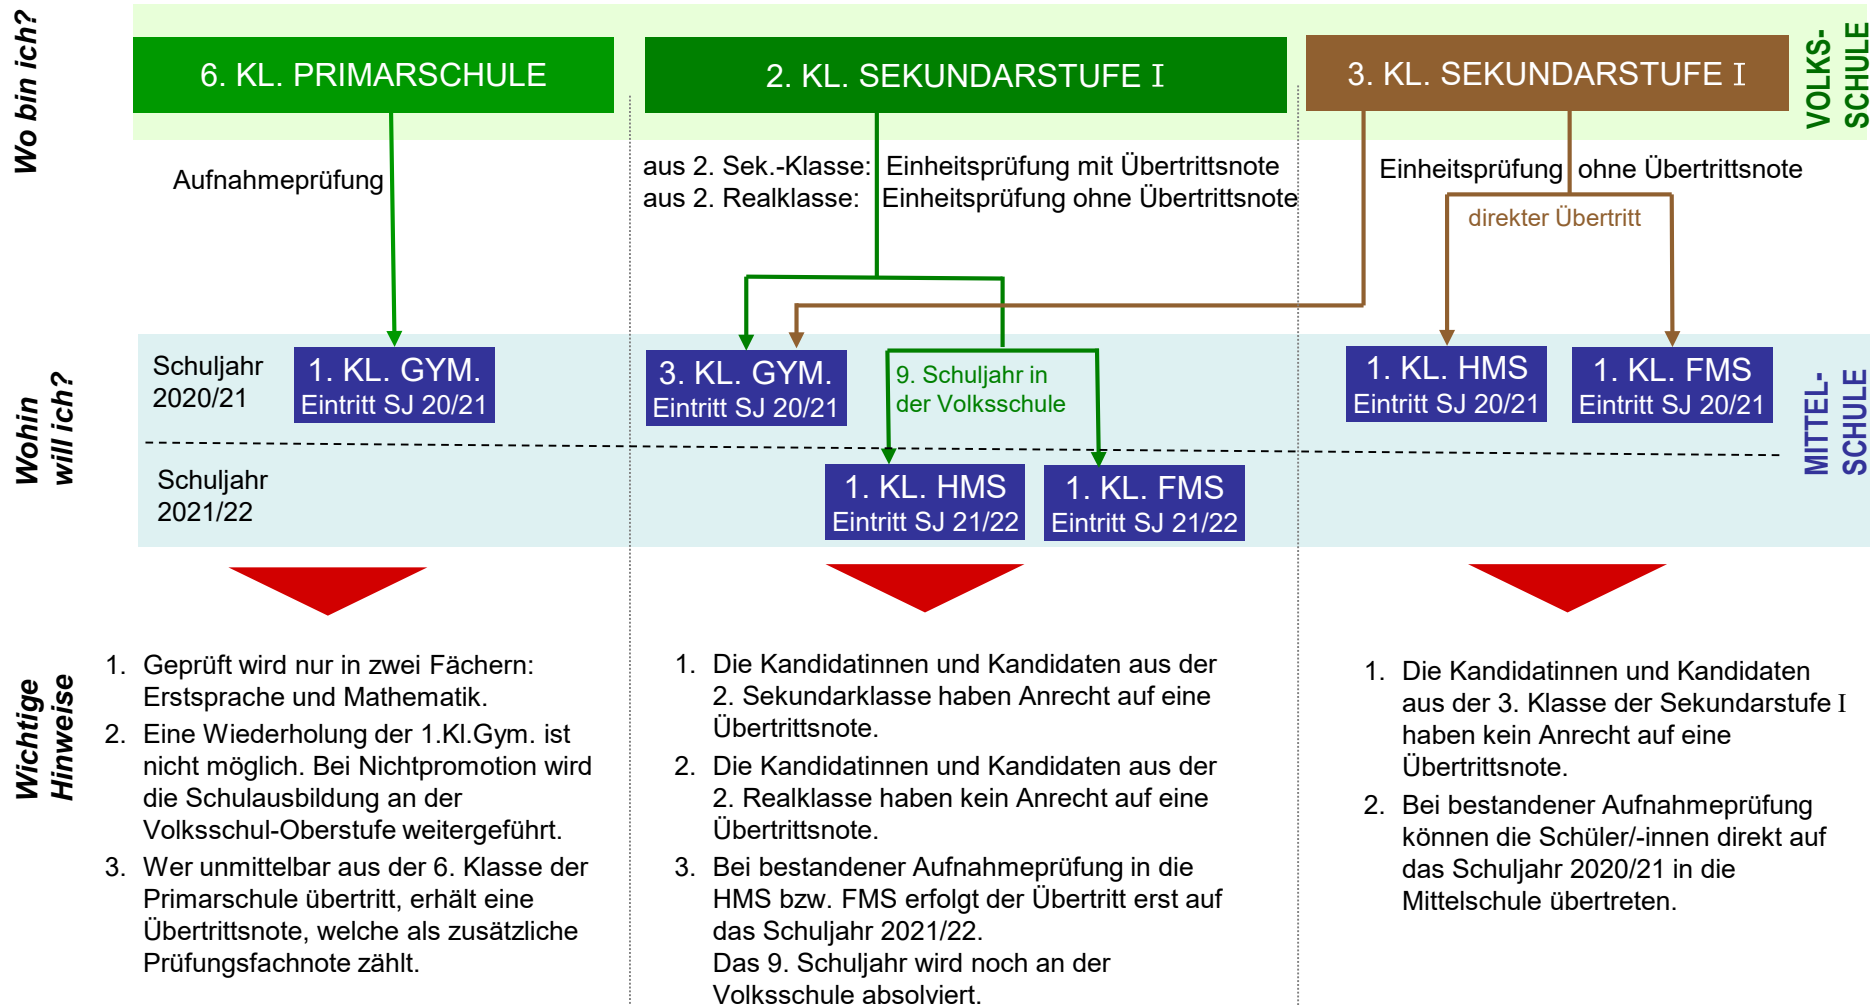 Wo bin ich?
6. KL. PRIMARSCHULE
2. KL. SEKUNDARSTUFE I
3. KL. SEKUNDARSTUFE I
VOLKS-
SCHULE
Aufnahmeprüfung
aus 2. Sek.-Klasse: Einheitsprüfung mit Übertrittsnote
aus 2. Realklasse: Einheitsprüfung ohne Übertrittsnote
Einheitsprüfung ohne Übertrittsnote
direkter Übertritt
Wohin
will ich?
Schuljahr
2020/21
1. KL. GYM.
Eintritt SJ 20/21
3. KL. GYM.
Eintritt SJ 20/21
9. Schuljahr in
der Volksschule
1. KL. HMS
Eintritt SJ 20/21
1. KL. FMS
Eintritt SJ 20/21
MITTEL-
SCHULE
Schuljahr
2021/22
1. KL. HMS
Eintritt SJ 21/22
1. KL. FMS
Eintritt SJ 21/22
Wichtige
Hinweise
1. Geprüft wird nur in zwei Fächern:
Erstsprache und Mathematik.
2. Eine Wiederholung der 1.Kl.Gym. ist
nicht möglich. Bei Nichtpromotion wird
die Schulausbildung an der
Volksschul-Oberstufe weitergeführt.
3. Wer unmittelbar aus der 6. Klasse der
Primarschule übertritt, erhält eine
Übertrittsnote, welche als zusätzliche
Prüfungsfachnote zählt.
1. Die Kandidatinnen und Kandidaten aus der
2. Sekundarklasse haben Anrecht auf eine
Übertrittsnote.
2. Die Kandidatinnen und Kandidaten aus der
2. Realklasse haben kein Anrecht auf eine
Übertrittsnote.
3. Bei bestandener Aufnahmeprüfung in die
HMS bzw. FMS erfolgt der Übertritt erst auf
das Schuljahr 2021/22.
Das 9. Schuljahr wird noch an der
Volksschule absolviert.
1. Die Kandidatinnen und Kandidaten
aus der 3. Klasse der Sekundarstufe I
haben kein Anrecht auf eine
Übertrittsnote.
2. Bei bestandener Aufnahmeprüfung
können die Schüler/-innen direkt auf
das Schuljahr 2020/21 in die
Mittelschule übertreten.